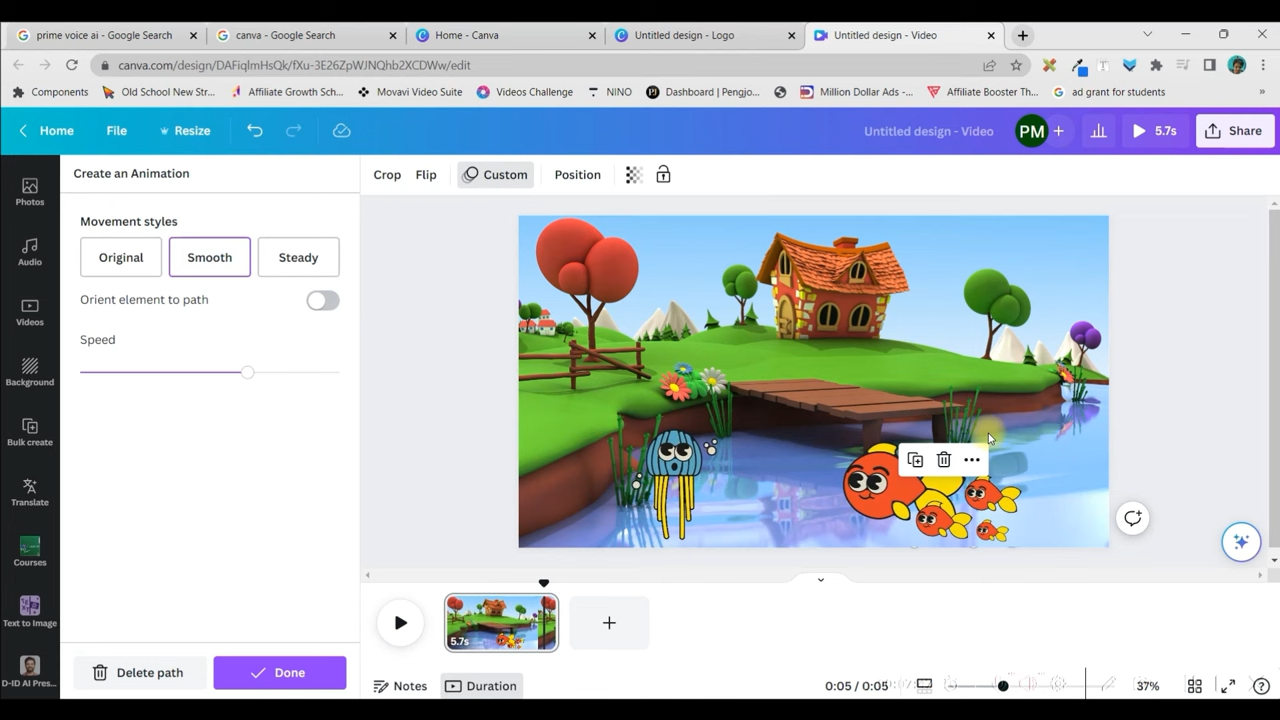 prime voice ai - Google Search
canva - Google Search
Home - Canva
Untitled design - Logo
Untitled design - Video
canva.com/design/DAFiqlmHsQk/fXu-3E26ZpWJNQhb2XCDWw/edit
Components
Old School New Str...
Affiliate Growth Sch...
Movavi Video Suite
Videos Challenge
NINO
Dashboard | Pengjo...
Million Dollar Ads -...
Affiliate Booster Th...
ad grant for students
Home
File
Resize
Untitled design - Video
PM
5.7s
Share
Photos
Audio
Videos
Background
Bulk create
Translate
Courses
Text to Image
D-ID AI Pres...
Create an Animation
Movement styles
Original
Smooth
Steady
Orient element to path
Speed
Delete path
Done
Crop
Flip
Custom
Position
5.7s
Notes
Duration
0:05 / 0:05
37%